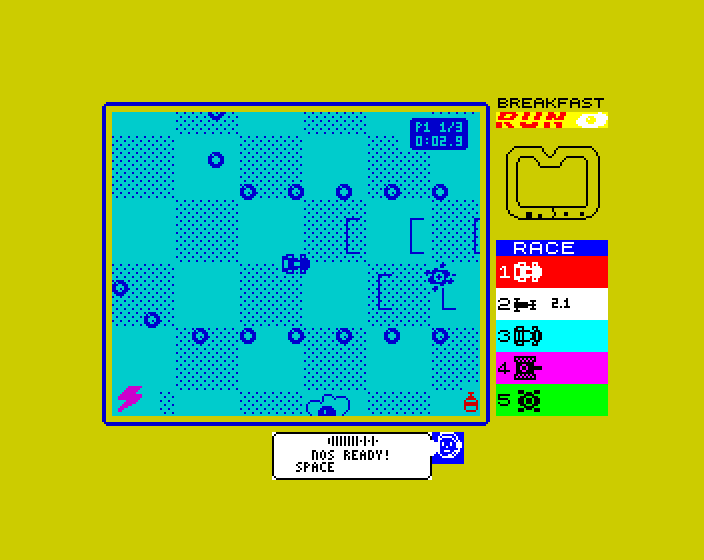 BREAKFAST
RUN
P1 1/3
0:02.9
RACE
1
2 2.1
3
4
5
NOS READY!
SPACE